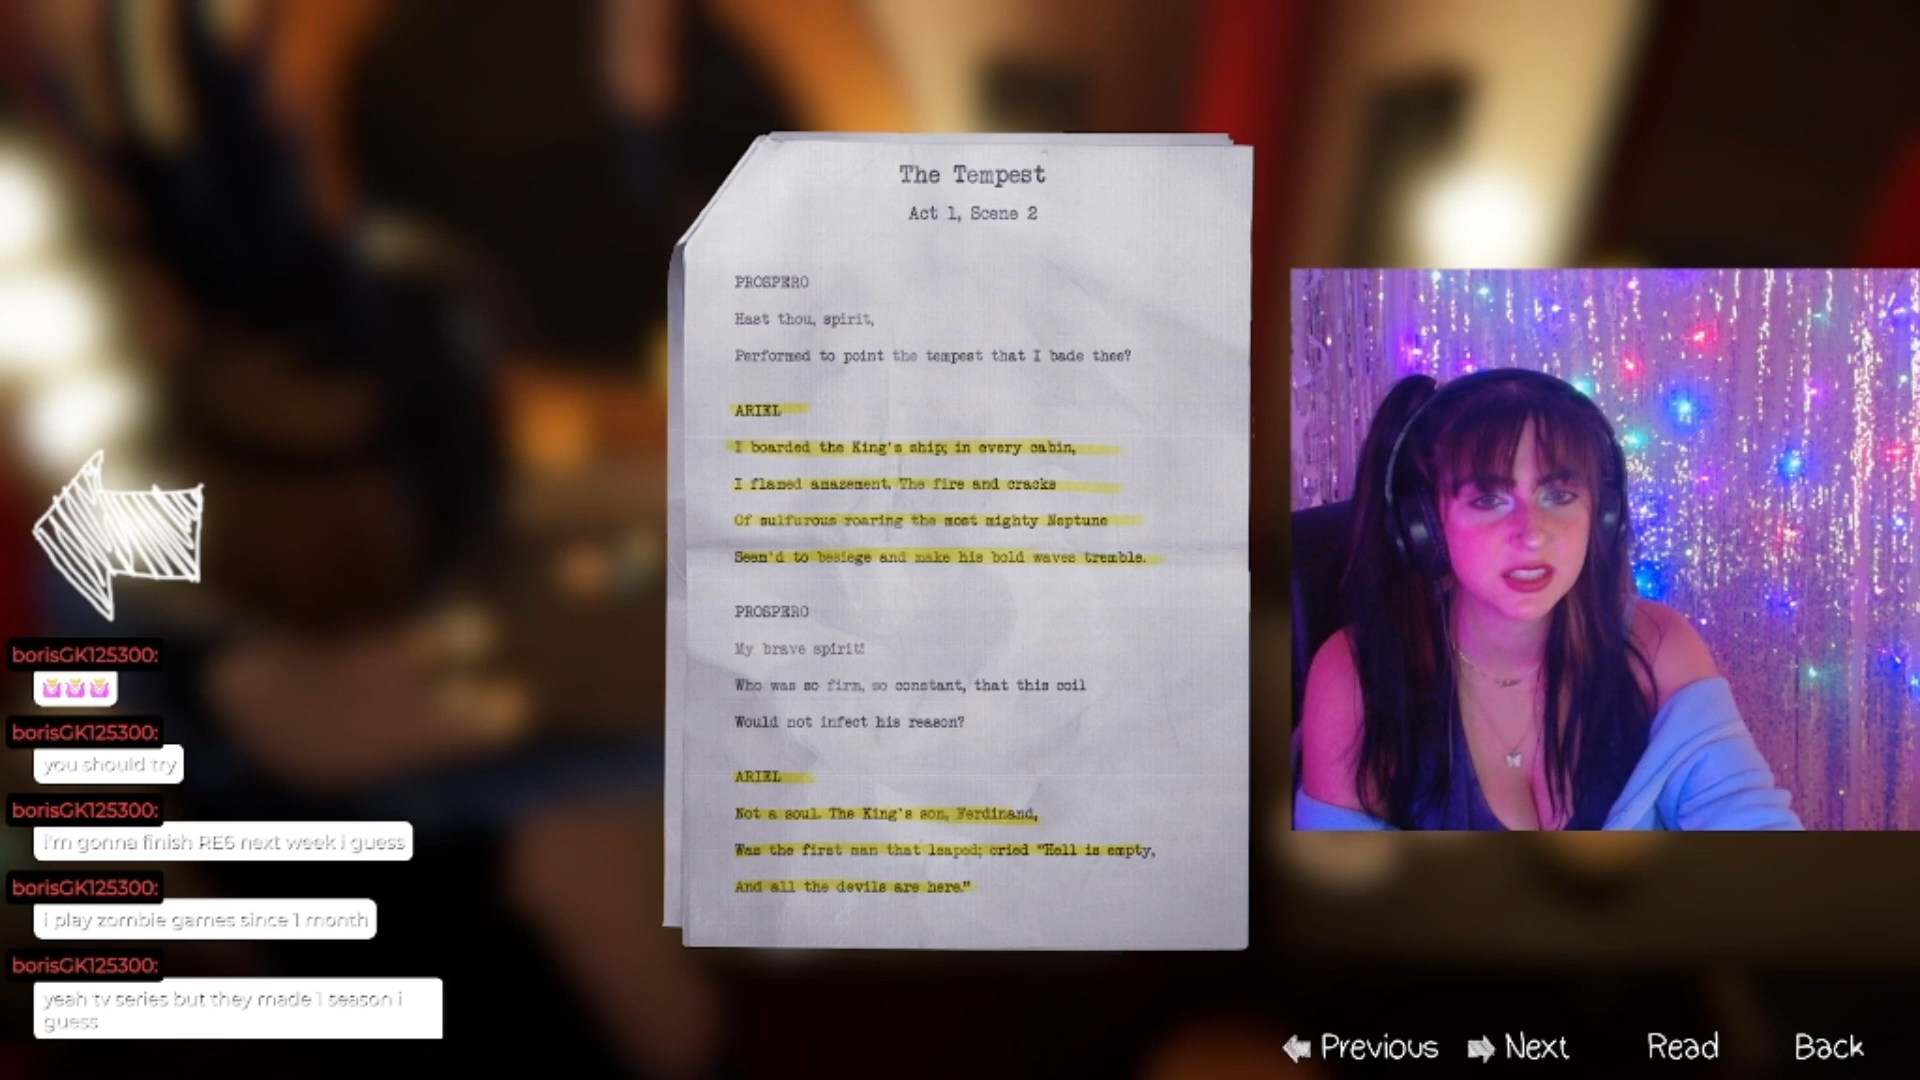 The Tempest
Act 1, Scene 2
PROSPERO
Hast thou, spirit,
Performed to point the tempest that I bade thee?
ARIEL
I boarded the King's ship; in every cabin,
I flamed amazement. The fire and cracks
Of sulfurous roaring the most mighty Neptune
Seem'd to besiege and make his bold waves tremble.
PROSPERO
My brave spirit!
Who was so firm, so constant, that this coil
Would not infect his reason?
ARIEL
Not a soul. The King's son, Ferdinand,
Was the first man that leaped; cried "Hell is empty,
And all the devils are here."
borisGK125300:
borisGK125300:
you should try
borisGK125300:
i'm gonna finish RE6 next week i guess
borisGK125300:
i play zombie games since 1 month
borisGK125300:
yeah tv series but they made 1 season i
guess
Previous
Next
Read
Back